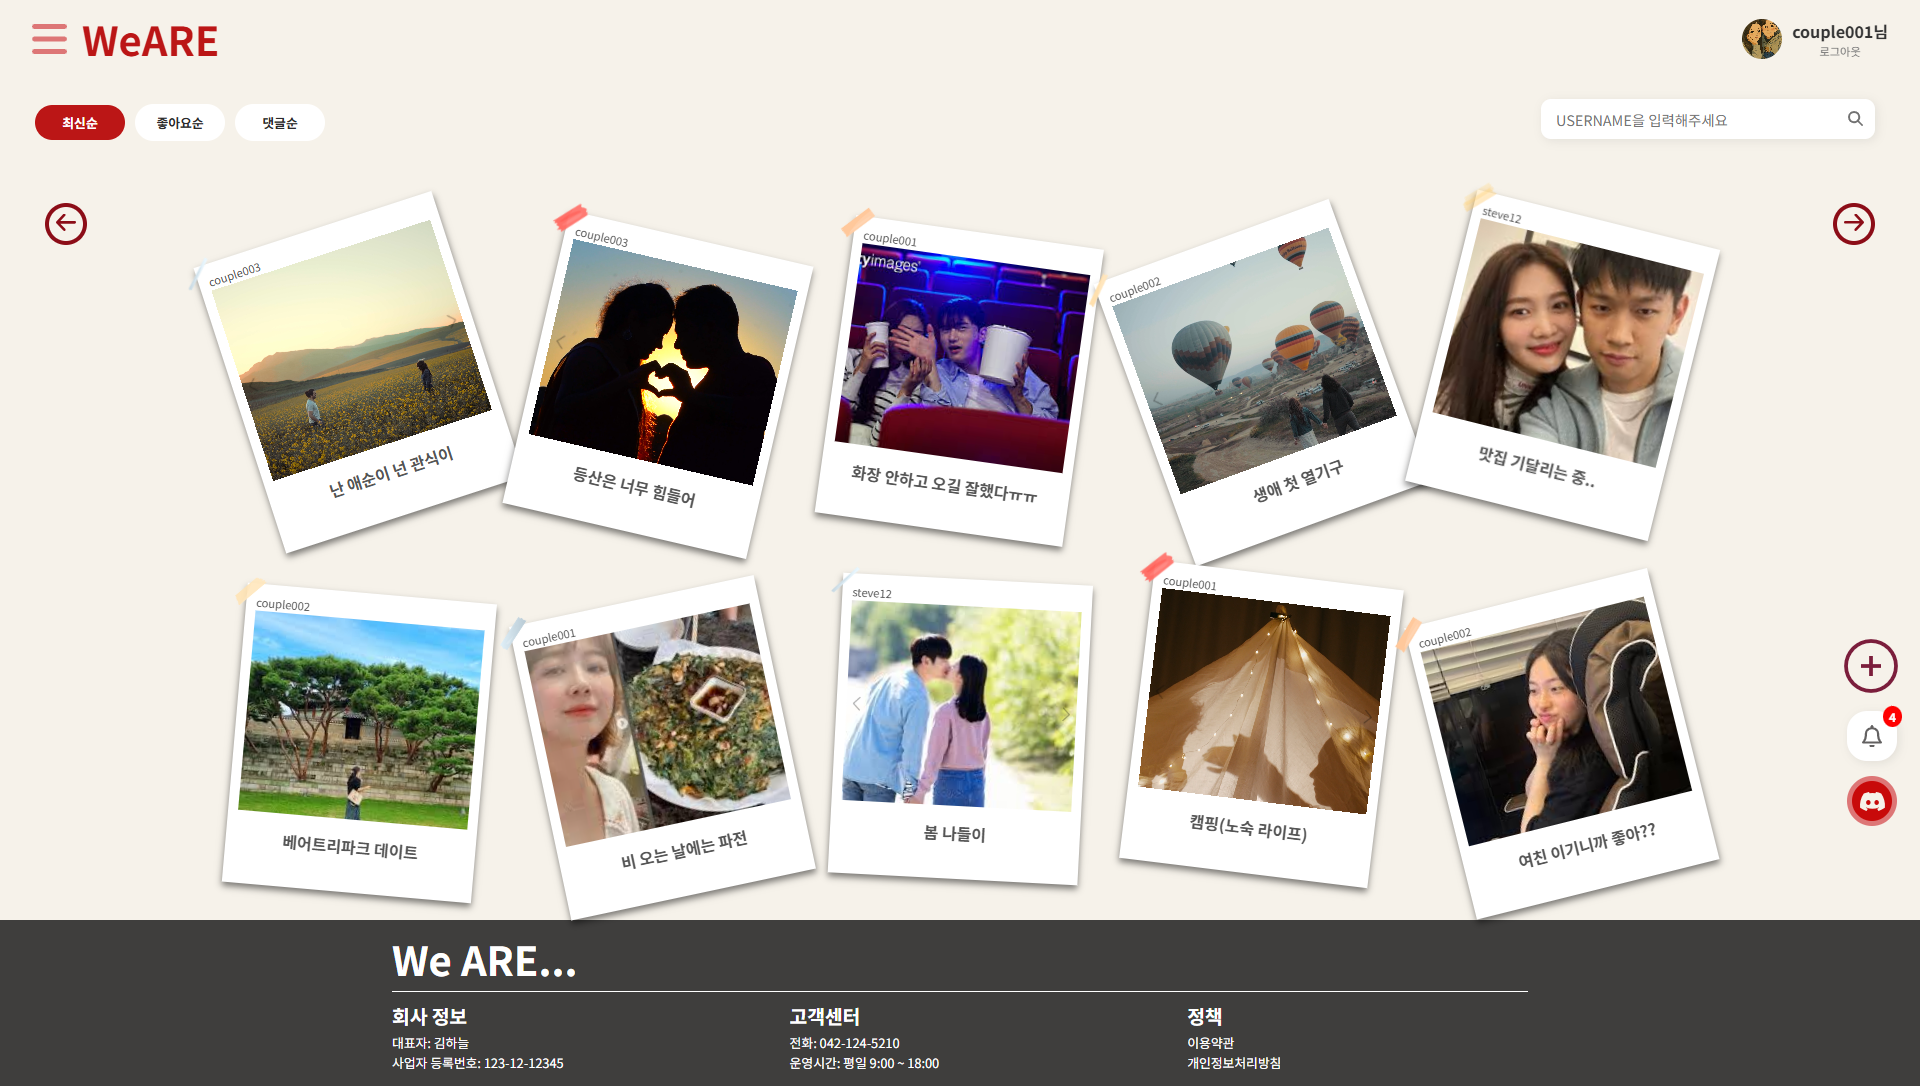 WeARE
couple001님
로그아웃
최신순
좋아요순
댓글순
USERNAME을 입력해주세요
couple003
난 애순이 넌 관식이
couple003
등산은 너무 힘들어
couple001
tyimages
화장 안하고 오길 잘했다ㅠㅠ
couple002
생애 첫 열기구
steve12
맛집 기달리는 중..
couple002
베어트리파크 데이트
couple001
비 오는 날에는 파전
steve12
봄 나들이
couple001
캠핑(노숙 라이프)
couple002
여친 이기니까 좋아??
4
We ARE...
회사 정보
대표자: 김하늘
사업자 등록번호: 123-12-12345
고객센터
전화: 042-124-5210
운영시간: 평일 9:00 ~ 18:00
정책
이용약관
개인정보처리방침